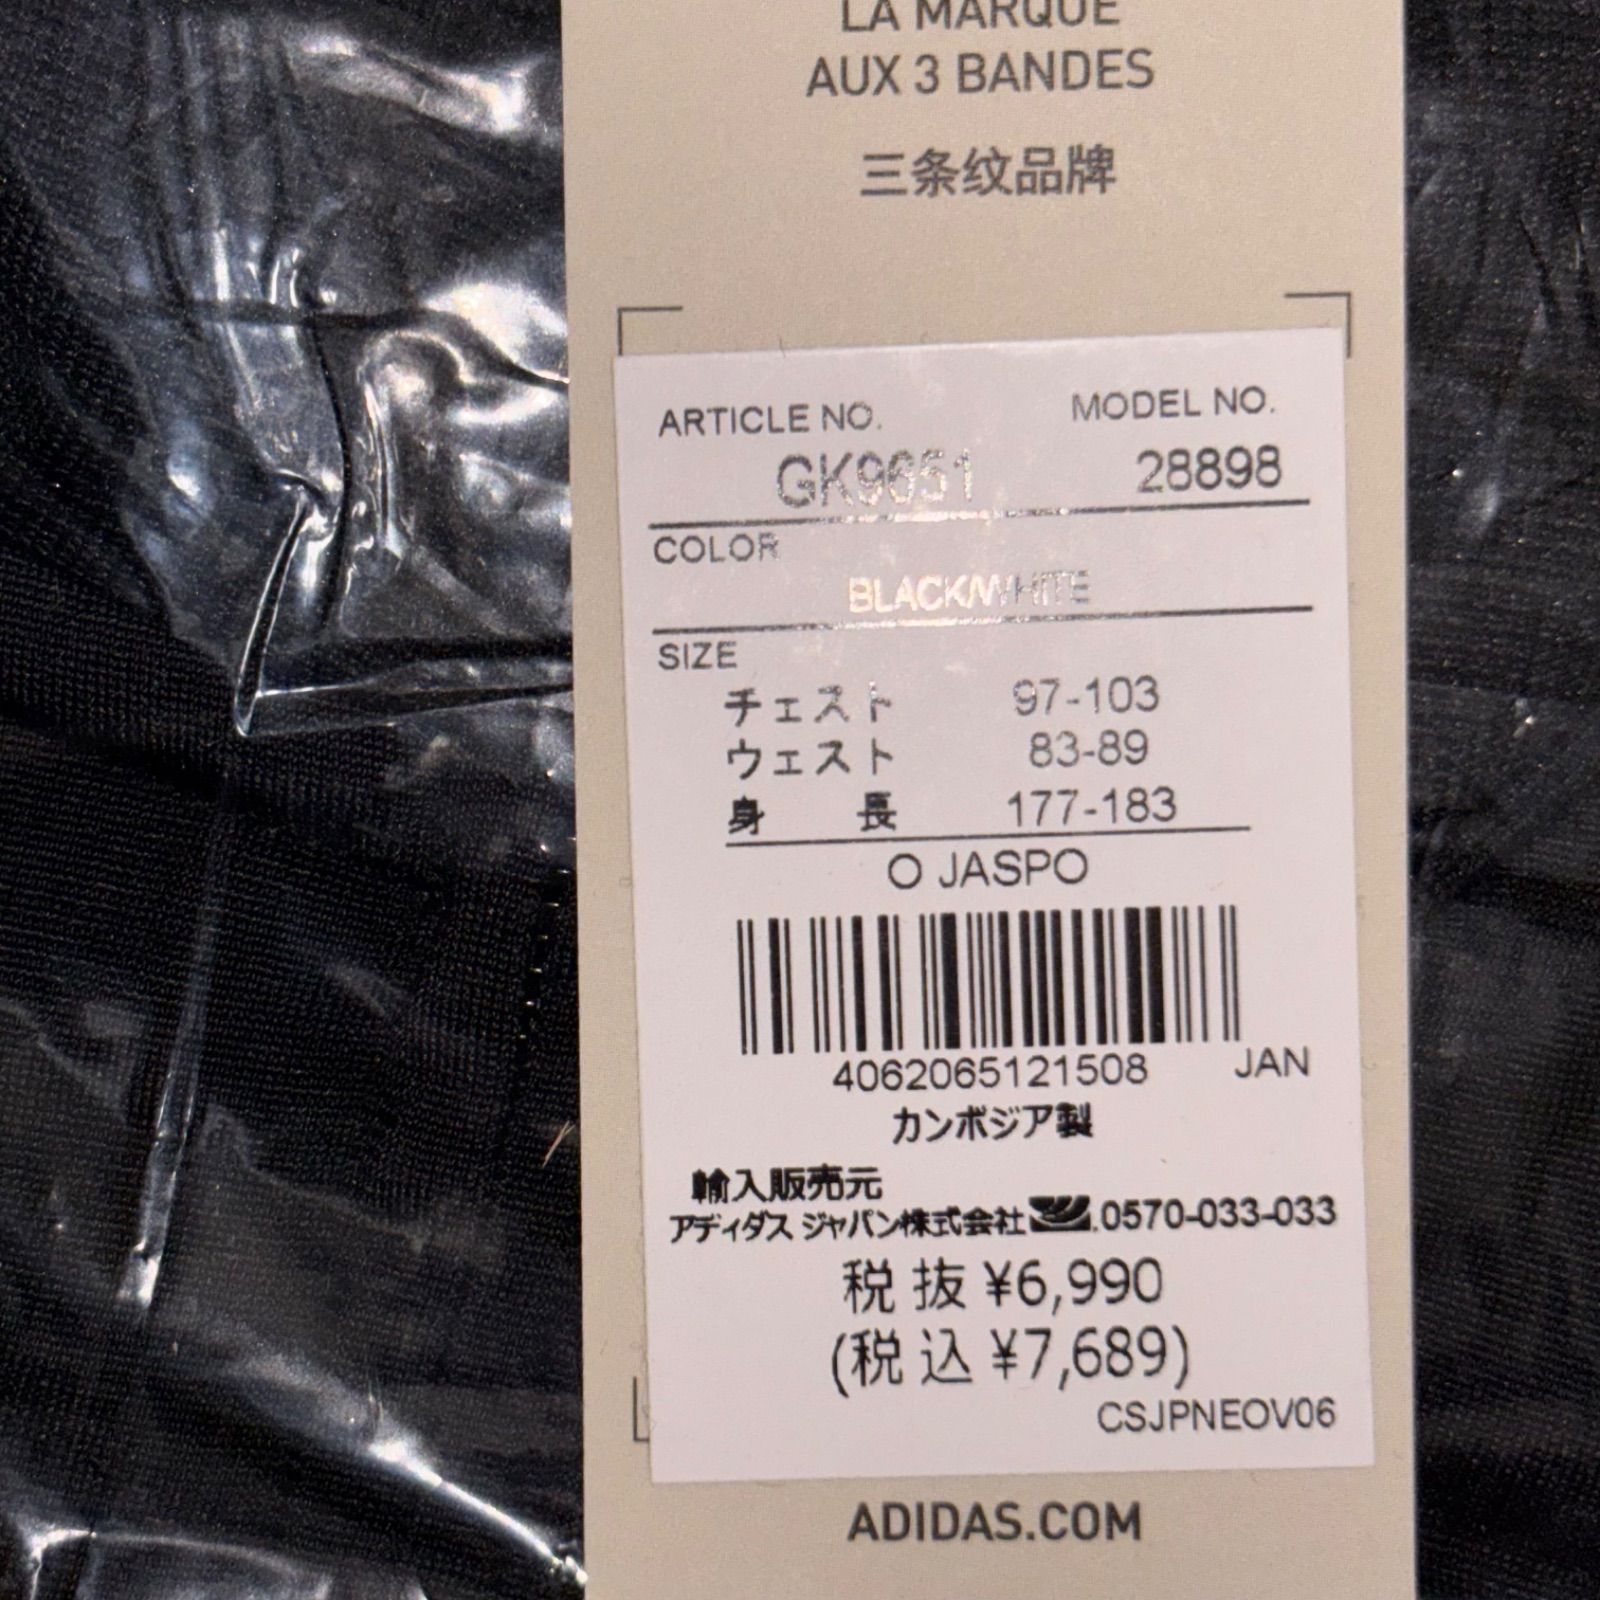 LA MARQUE
AUX 3 BANDES
三条纹品牌
ARTICLE NO. MODEL NO.
GK9651 28898
COLOR
BLACK/WHITE
SIZE
チェスト 97-103
ウェスト 83-89
身 長 177-183
O JASPO
4062065121508 JAN
カンボジア製
輸入販売元
アディダス ジャパン株式会社 .0570-033-033
税 抜 ¥6,990
(税 込 ¥7,689)
CSJPNEOV06
ADIDAS.COM